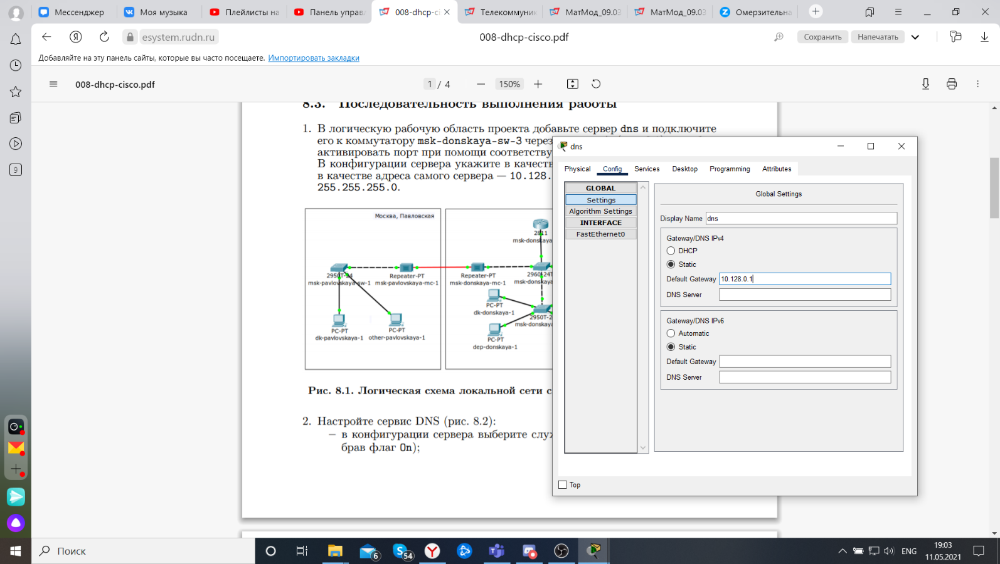 Мессенджер
Моя музыка
Плейлисты на
Панель управ
008-dhcp-ci
Телекоммуник
МатМод_09.03
МатМод_09.03
Омерзительна
esystem.rudn.ru
008-dhcp-cisco.pdf
Сохранить
Напечатать
Добавляйте на эту панель сайты, которые вы часто посещаете. Импортировать закладки
008-dhcp-cisco.pdf
1 / 4
150%
9
8.3. Последовательность выполнения работы
1. В логическую рабочую область проекта добавьте сервер dns и подключите
его к коммутатору msk-donskaya-sw-3 через
активировать порт при помощи соответству
В конфигурации сервера укажите в качеств
в качестве адреса самого сервера — 10.128.
255.255.255.0.
Москва, Павловская
2811
msk-donskaya
2950T-24
msk-pavlovskaya-sw-1
Repeater-PT
msk-pavlovskaya-mc-1
Repeater-PT
msk-donskaya-mc-1
2960-24T
msk-donskaya
PC-PT
dk-donskaya-1
2950T-2
msk-donskaya
PC-PT
dk-pavlovskaya-1
PC-PT
other-pavlovskaya-1
PC-PT
dep-donskaya-1
Рис. 8.1. Логическая схема локальной сети с
2. Настройте сервис DNS (рис. 8.2):
– в конфигурации сервера выберите служ
брав флаг On);
dns
Physical
Config
Services
Desktop
Programming
Attributes
GLOBAL
Settings
Algorithm Settings
INTERFACE
FastEthernet0
Global Settings
Display Name dns
Gateway/DNS IPv4
DHCP
Static
Default Gateway 10.128.0.1
DNS Server
Gateway/DNS IPv6
Automatic
Static
Default Gateway
DNS Server
Top
Поиск
6
54
ENG
19:03
11.05.2021